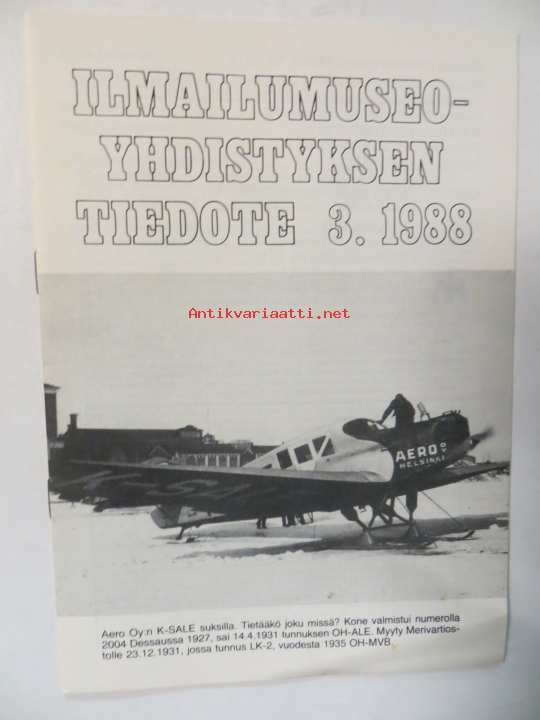 ILMAILUMUSEO-
YHDISTYKSEN
TIEDOTE 3. 1988
Antikvariaatti.net
AERO OY
HELSINKI
K-SALE
Aero Oy:n K-SALE suksilla. Tietääkö joku missä? Kone valmistui numerolla
2004 Dessaussa 1927, sai 14.4.1931 tunnuksen OH-ALE. Myyty Merivartios-
tolle 23.12.1931, jossa tunnus LK-2, vuodesta 1935 OH-MVB.